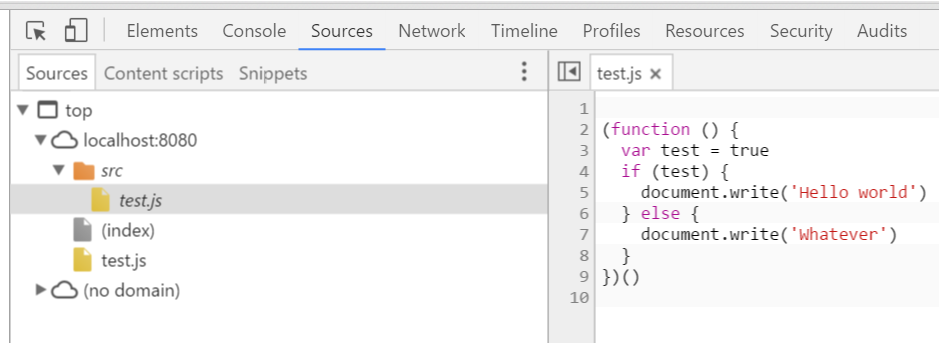 Elements Console Sources Network Timeline Profiles Resources Security Audits
Sources Content scripts Snippets
top
localhost:8080
src
test.js
(index)
test.js
(no domain)
test.js ×
1
2 (function () {
3   var test = true
4   if (test) {
5     document.write('Hello world')
6   } else {
7     document.write('Whatever')
8   }
9 })()
10